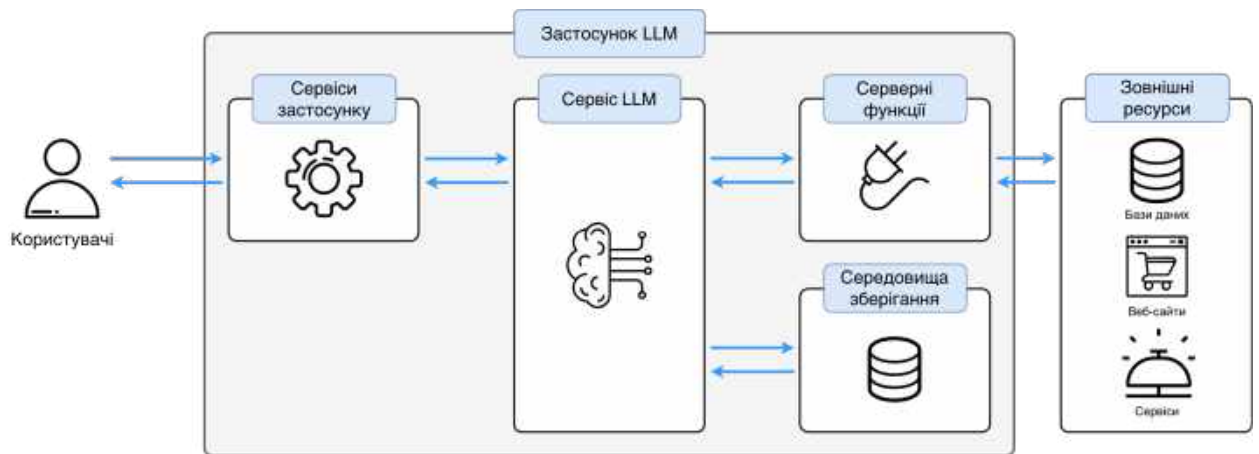 Застосунок LLM
Сервіси
застосунку
Сервіс LLM
Серверні
функції
Зовнішні
ресурси
Користувачі
Бази даних
Середовища
зберігання
Веб-сайти
Сервіси